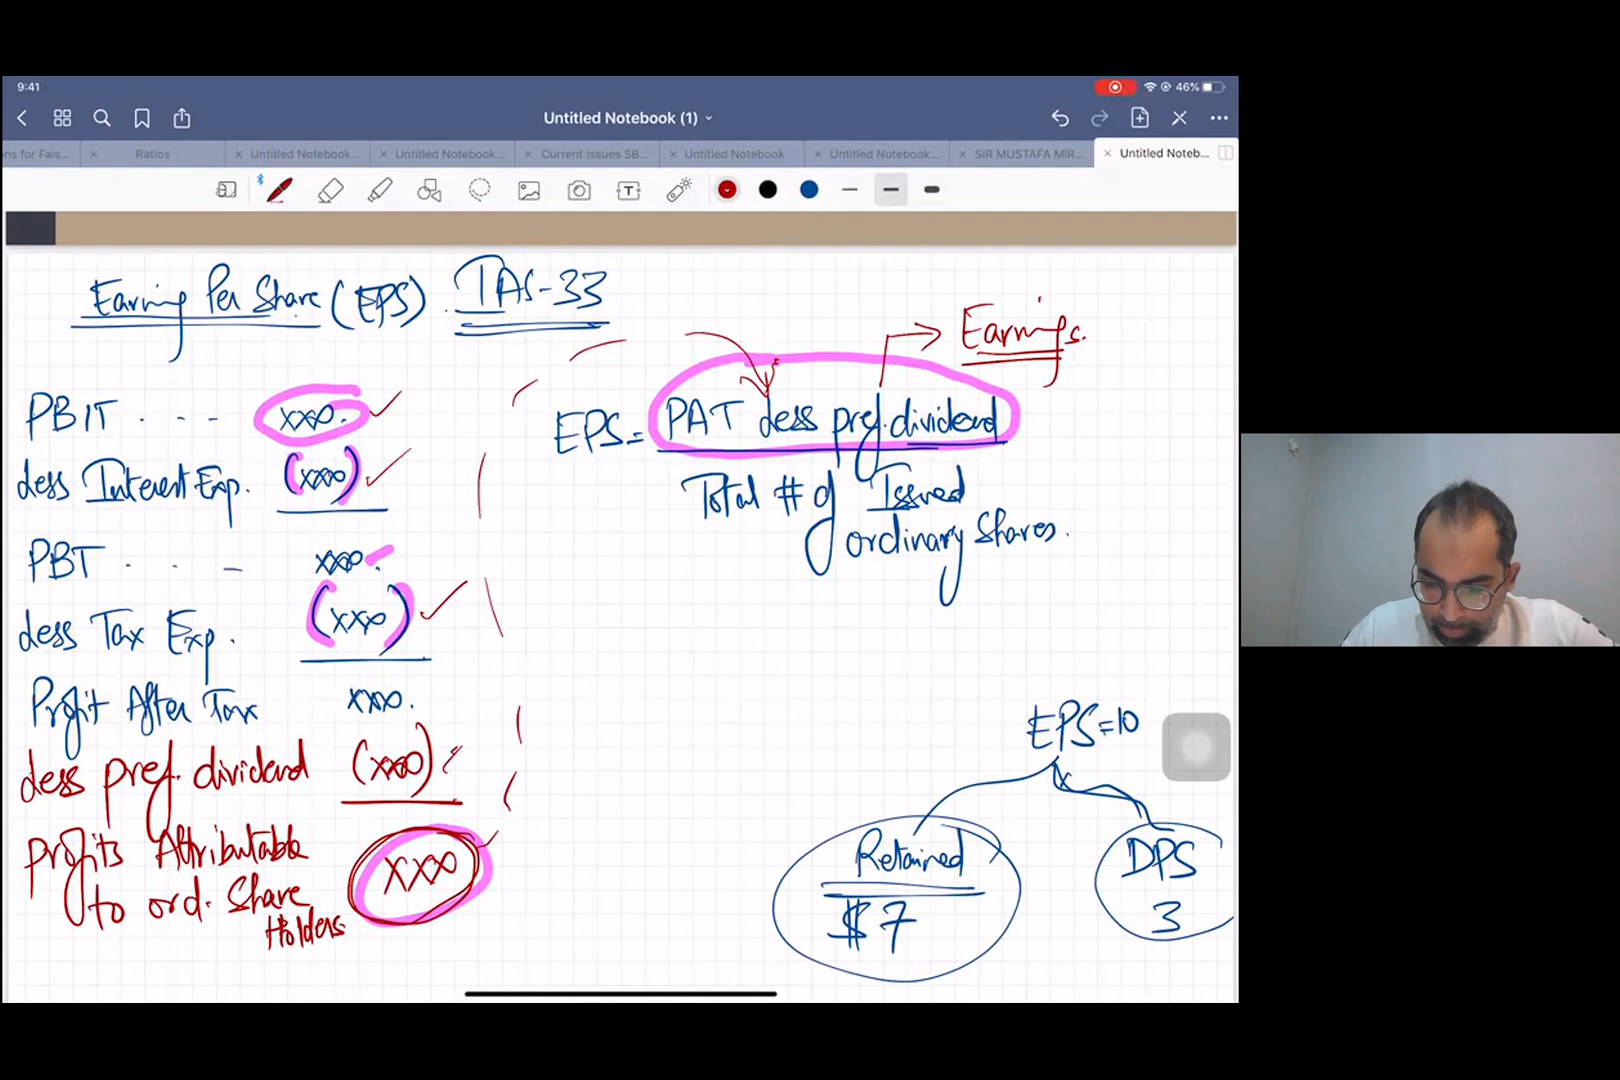 9:41
46%
Untitled Notebook (1)
ns for Fais...
Ratios
Untitled Notebook...
Untitled Notebook...
Current issues SB...
Untitled Notebook
Untitled Notebook...
SIR MUSTAFA MIR...
Untitled Noteb...
Earning Per Share (EPS). IAS-33
Earnings.
EPS = PAT less pref. dividend
Total # of Issued
ordinary shares.
PBIT . - - xxx.
less Interest Exp. (xxx)
PBT . . - xxx.
less Tax Exp. (xxx)
Profit After Tax xxx.
less pref. dividend (xxx)
Profits Attributable
to ord. Share
Holders
xxx
EPS=10
Retained
$7
DPS
3